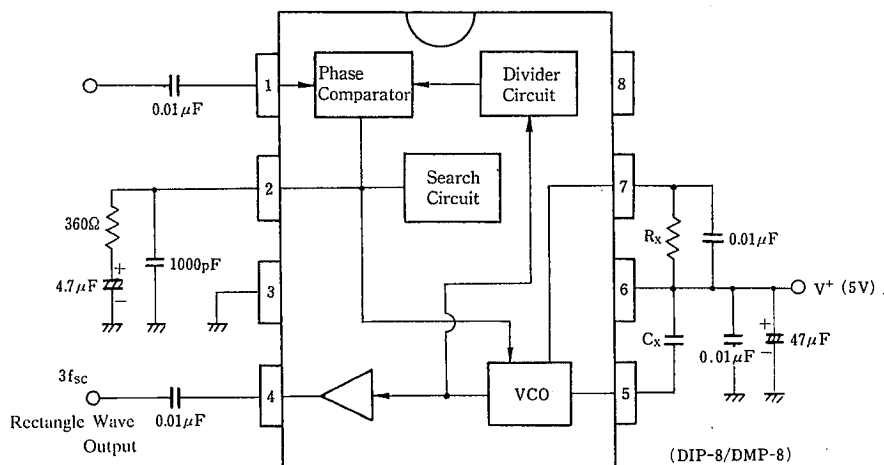 1
Phase
Comparator
Divider
Circuit
8
0.01μF
2
Search
Circuit
7
360Ω
Rx
0.01μF
1000pF
4.7μF
+
−
3
6
V+ (5V)
Cx
0.01μF
+
−
47μF
3fsc
4
VCO
5
Rectangle Wave
Output
0.01μF
(DIP-8/DMP-8)